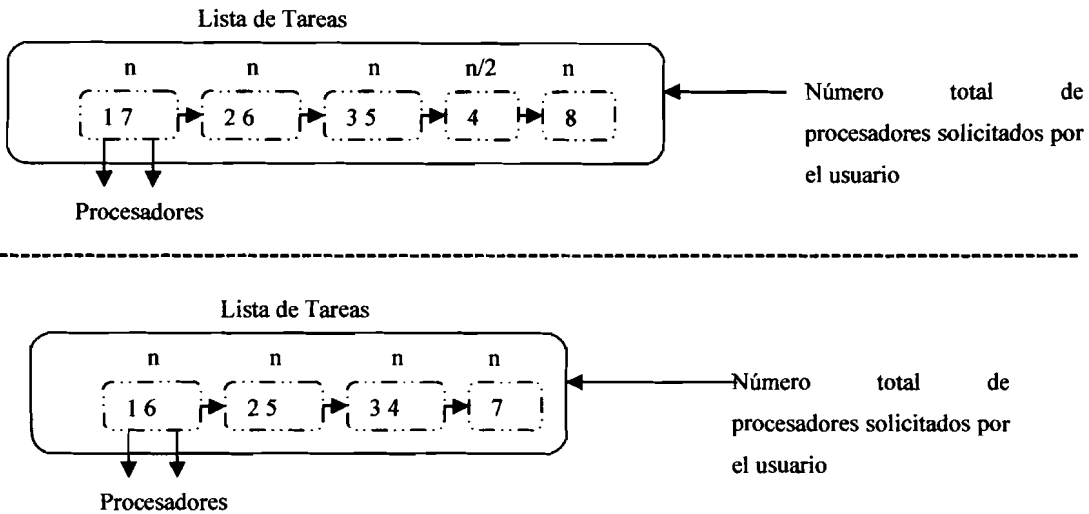 Lista de Tareas
n n n n/2 n
1 7 2 6 3 5 4 8
Procesadores
Número total de
procesadores solicitados por
el usuario
Lista de Tareas
n n n n
1 6 2 5 3 4 7
Procesadores
Número total de
procesadores solicitados por
el usuario